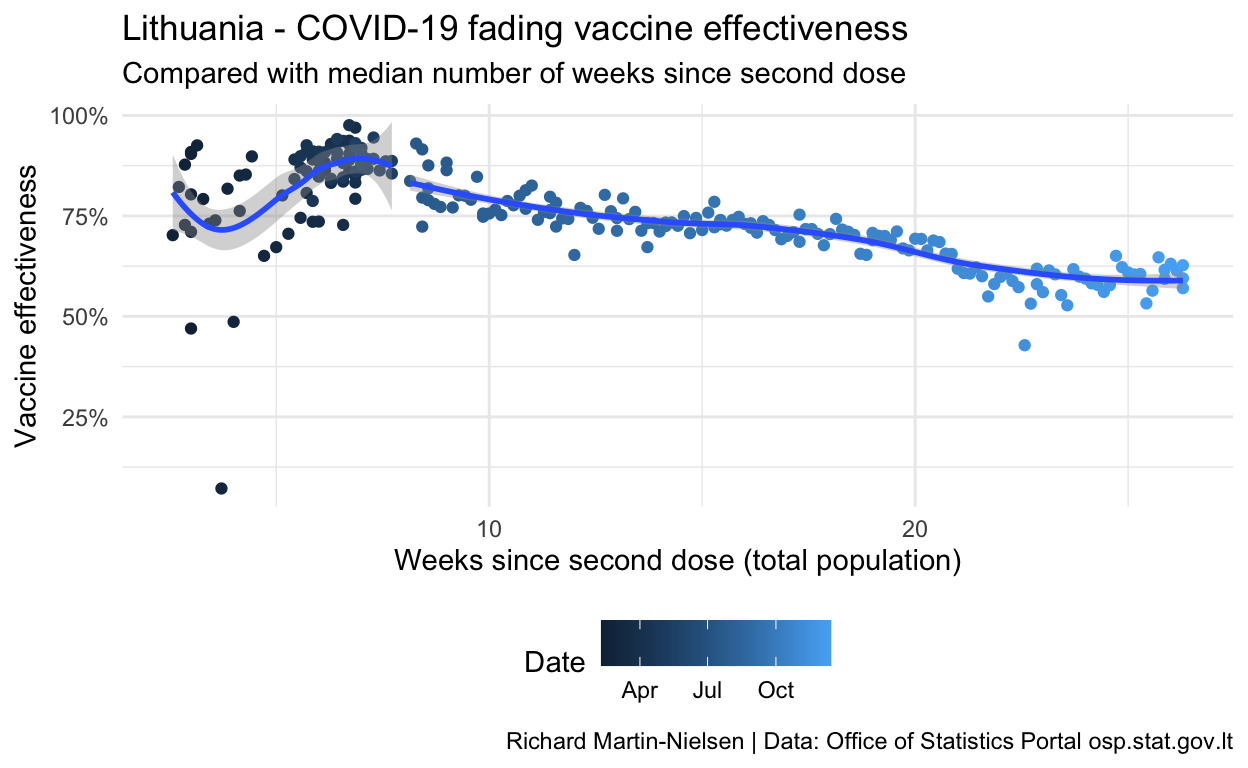 Lithuania - COVID-19 fading vaccine effectiveness
Compared with median number of weeks since second dose
Vaccine effectiveness
100%
75%
50%
25%
10 20
Weeks since second dose (total population)
Date
Apr Jul Oct
Richard Martin-Nielsen | Data: Office of Statistics Portal osp.stat.gov.lt